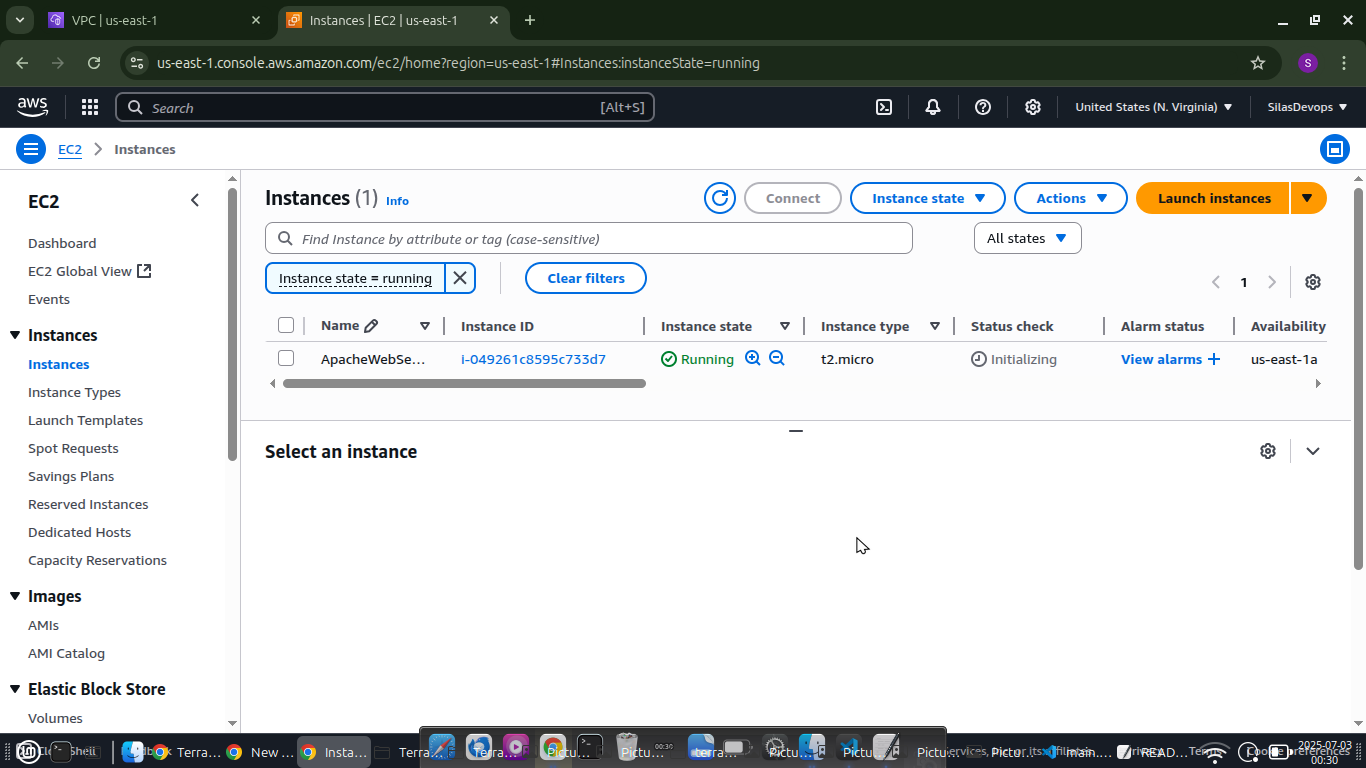 VPC | us-east-1
Instances | EC2 | us-east-1
us-east-1.console.aws.amazon.com/ec2/home?region=us-east-1#Instances:instanceState=running
S
aws
Search
[Alt+S]
United States (N. Virginia)
SilasDevops
EC2
Instances
EC2
Dashboard
EC2 Global View
Events
Instances
Instances
Instance Types
Launch Templates
Spot Requests
Savings Plans
Reserved Instances
Dedicated Hosts
Capacity Reservations
Images
AMIs
AMI Catalog
Elastic Block Store
Volumes
Instances (1) Info
Connect
Instance state
Actions
Launch instances
Find Instance by attribute or tag (case-sensitive)
All states
Instance state = running
Clear filters
1
Name
Instance ID
Instance state
Instance type
Status check
Alarm status
Availability
ApacheWebSe...
i-049261c8595c733d7
Running
t2.micro
Initializing
View alarms +
us-east-1a
Select an instance
Terra...
New ...
Insta...
Terra...
00:30
Pictu...
Pictu...
main....
READ...
2025-07-03
00:30